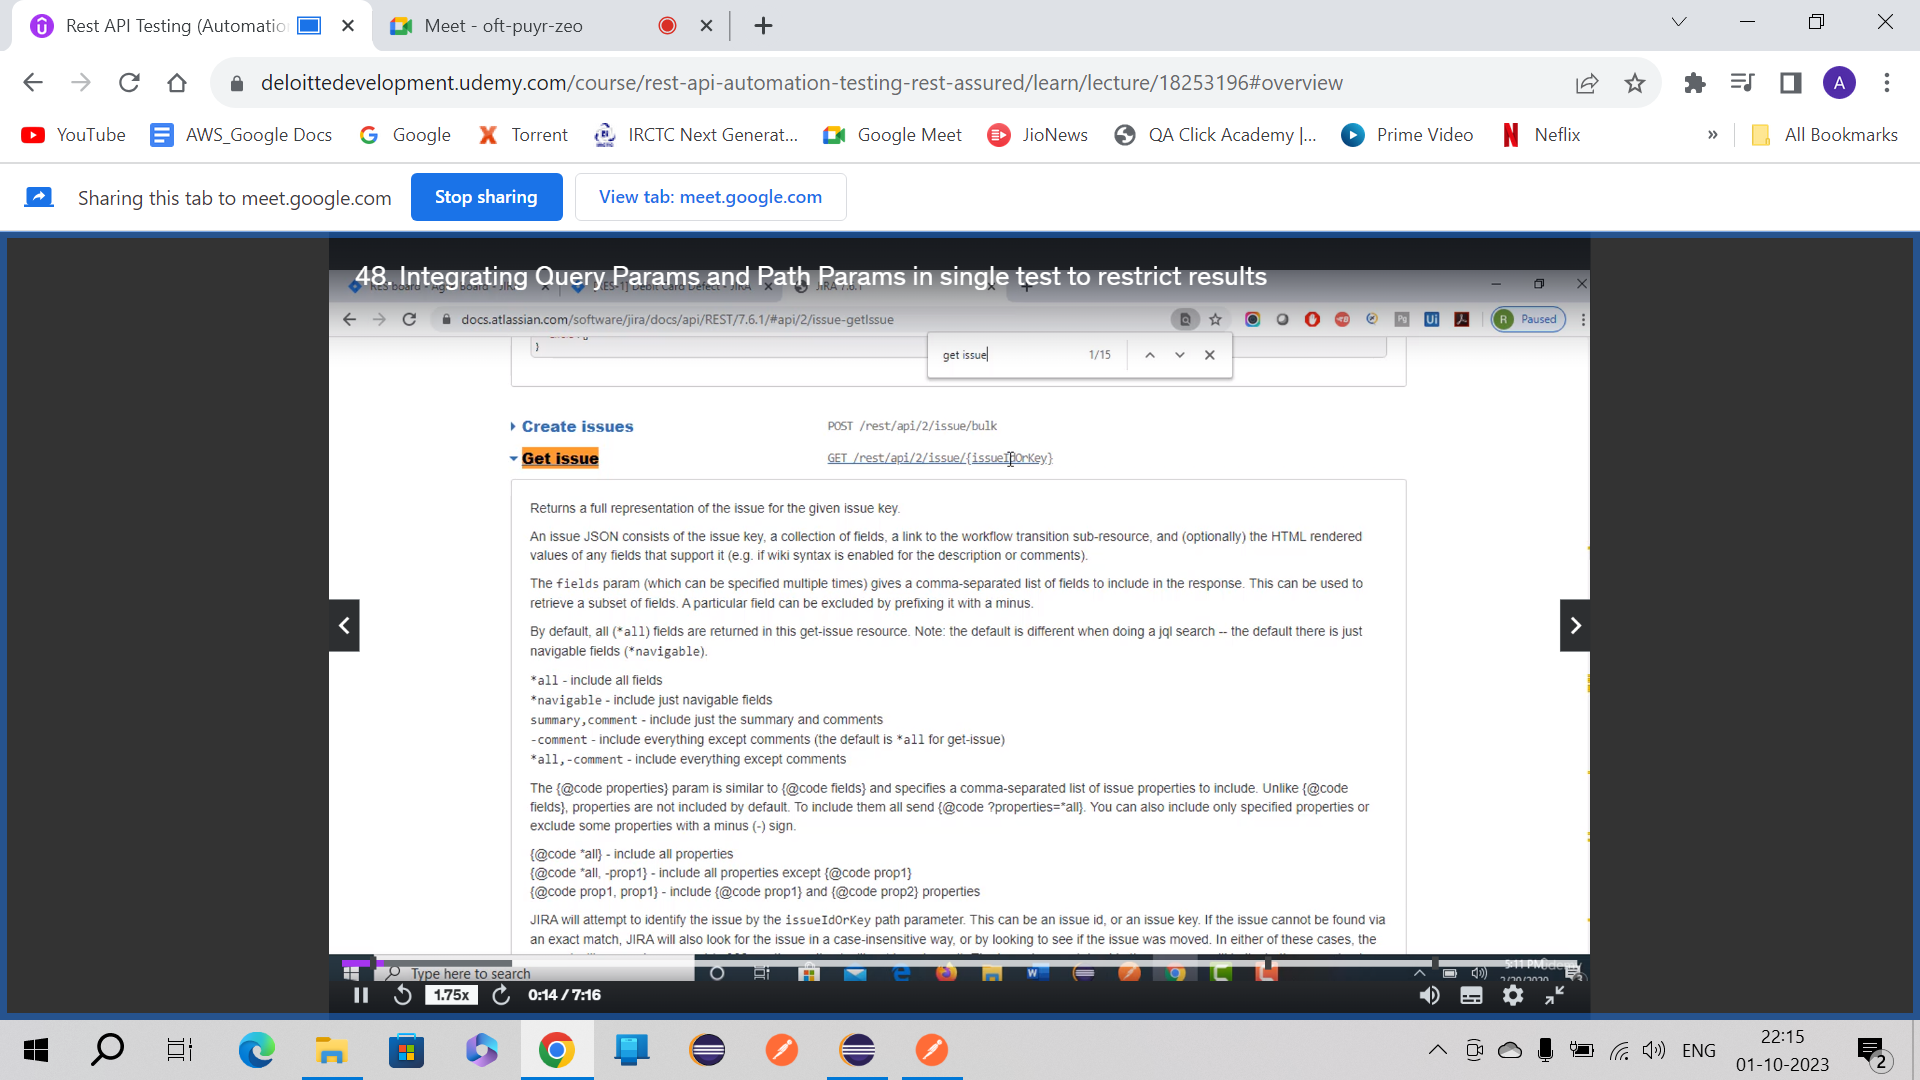 Rest API Testing (Automatio
Meet - oft-puyr-zeo
deloittedevelopment.udemy.com/course/rest-api-automation-testing-rest-assured/learn/lecture/18253196#overview
A
YouTube
AWS_Google Docs
Google
Torrent
IRCTC Next Generat...
Google Meet
JioNews
QA Click Academy |...
Prime Video
Neflix
»
All Bookmarks
Sharing this tab to meet.google.com
Stop sharing
View tab: meet.google.com
48. Integrating Query Params and Path Params in single test to restrict results
docs.atlassian.com/software/jira/docs/api/REST/7.6.1/#api/2/issue-getIssue
R Paused
get issue
1/15
}
Create issues
POST /rest/api/2/issue/bulk
Get issue
GET /rest/api/2/issue/{issueIdOrKey}
Returns a full representation of the issue for the given issue key.
An issue JSON consists of the issue key, a collection of fields, a link to the workflow transition sub-resource, and (optionally) the HTML rendered
values of any fields that support it (e.g. if wiki syntax is enabled for the description or comments).
The fields param (which can be specified multiple times) gives a comma-separated list of fields to include in the response. This can be used to
retrieve a subset of fields. A particular field can be excluded by prefixing it with a minus.
By default, all (*all) fields are returned in this get-issue resource. Note: the default is different when doing a jql search -- the default there is just
navigable fields (*navigable).
*all - include all fields
*navigable - include just navigable fields
summary,comment - include just the summary and comments
-comment - include everything except comments (the default is *all for get-issue)
*all,-comment - include everything except comments
The {@code properties} param is similar to {@code fields} and specifies a comma-separated list of issue properties to include. Unlike {@code
fields}, properties are not included by default. To include them all send {@code ?properties=*all}. You can also include only specified properties or
exclude some properties with a minus (-) sign.
{@code *all} - include all properties
{@code *all, -prop1} - include all properties except {@code prop1}
{@code prop1, prop1} - include {@code prop1} and {@code prop2} properties
JIRA will attempt to identify the issue by the issueIdOrKey path parameter. This can be an issue id, or an issue key. If the issue cannot be found via
an exact match, JIRA will also look for the issue in a case-insensitive way, or by looking to see if the issue was moved. In either of these cases, the
Type here to search
5:11 PM
1.75x
0:14 / 7:16
ENG
22:15
01-10-2023
2